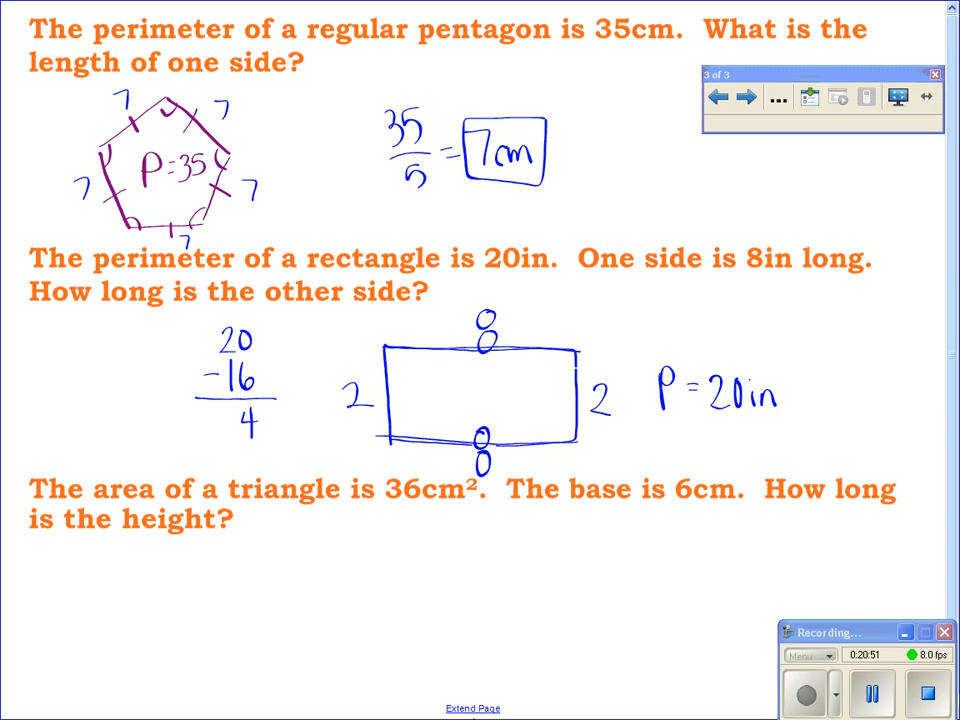 The perimeter of a regular pentagon is 35cm. What is the
length of one side?
3 of 3
7 7
P=35
7 7
7
35
5
= 7cm
The perimeter of a rectangle is 20in. One side is 8in long.
How long is the other side?
20
-16
4
8
2 2
8
P = 20in
The area of a triangle is 36cm². The base is 6cm. How long
is the height?
Recording...
Menu 0:20:51 8.0 fps
Extend Page